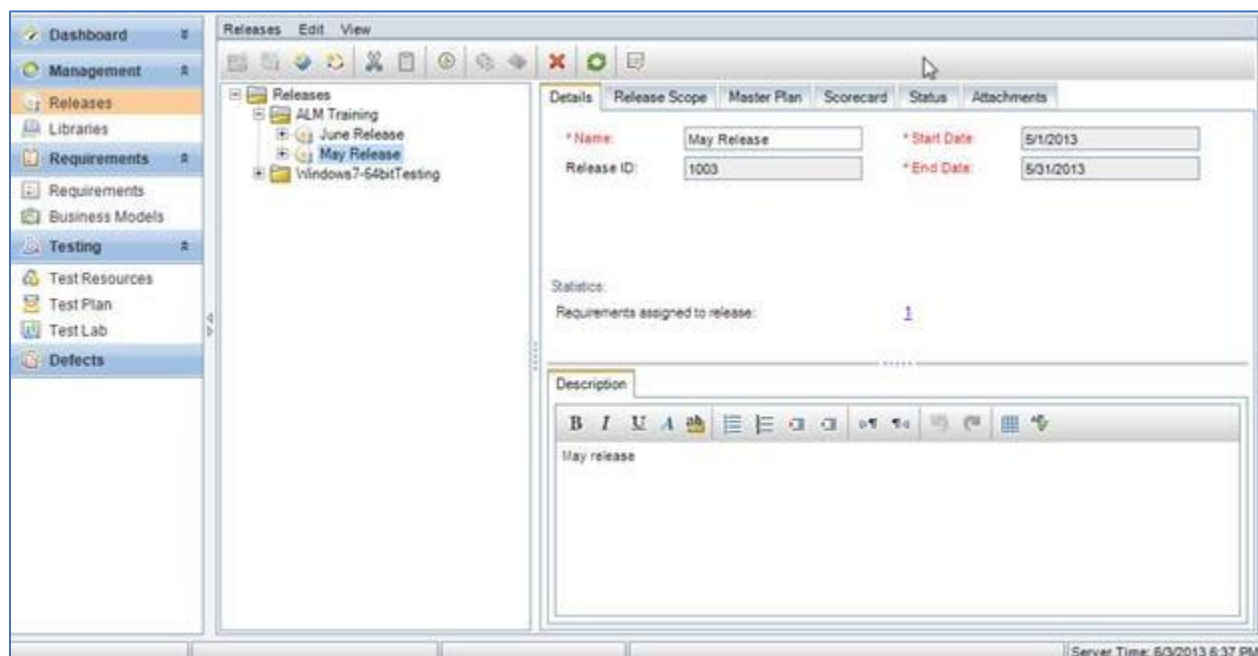 Dashboard
Management
Releases
Libraries
Requirements
Requirements
Business Models
Testing
Test Resources
Test Plan
Test Lab
Defects
Releases Edit View
Releases
ALM Training
June Release
May Release
Windows7-64bitTesting
Details Release Scope Master Plan Scorecard Status Attachments
* Name: May Release * Start Date: 5/1/2013
Release ID: 1003 * End Date: 5/31/2013
Statistics:
Requirements assigned to release: 1
Description
B I U A ab
May release
Server Time: 6/3/2013 6:37 PM